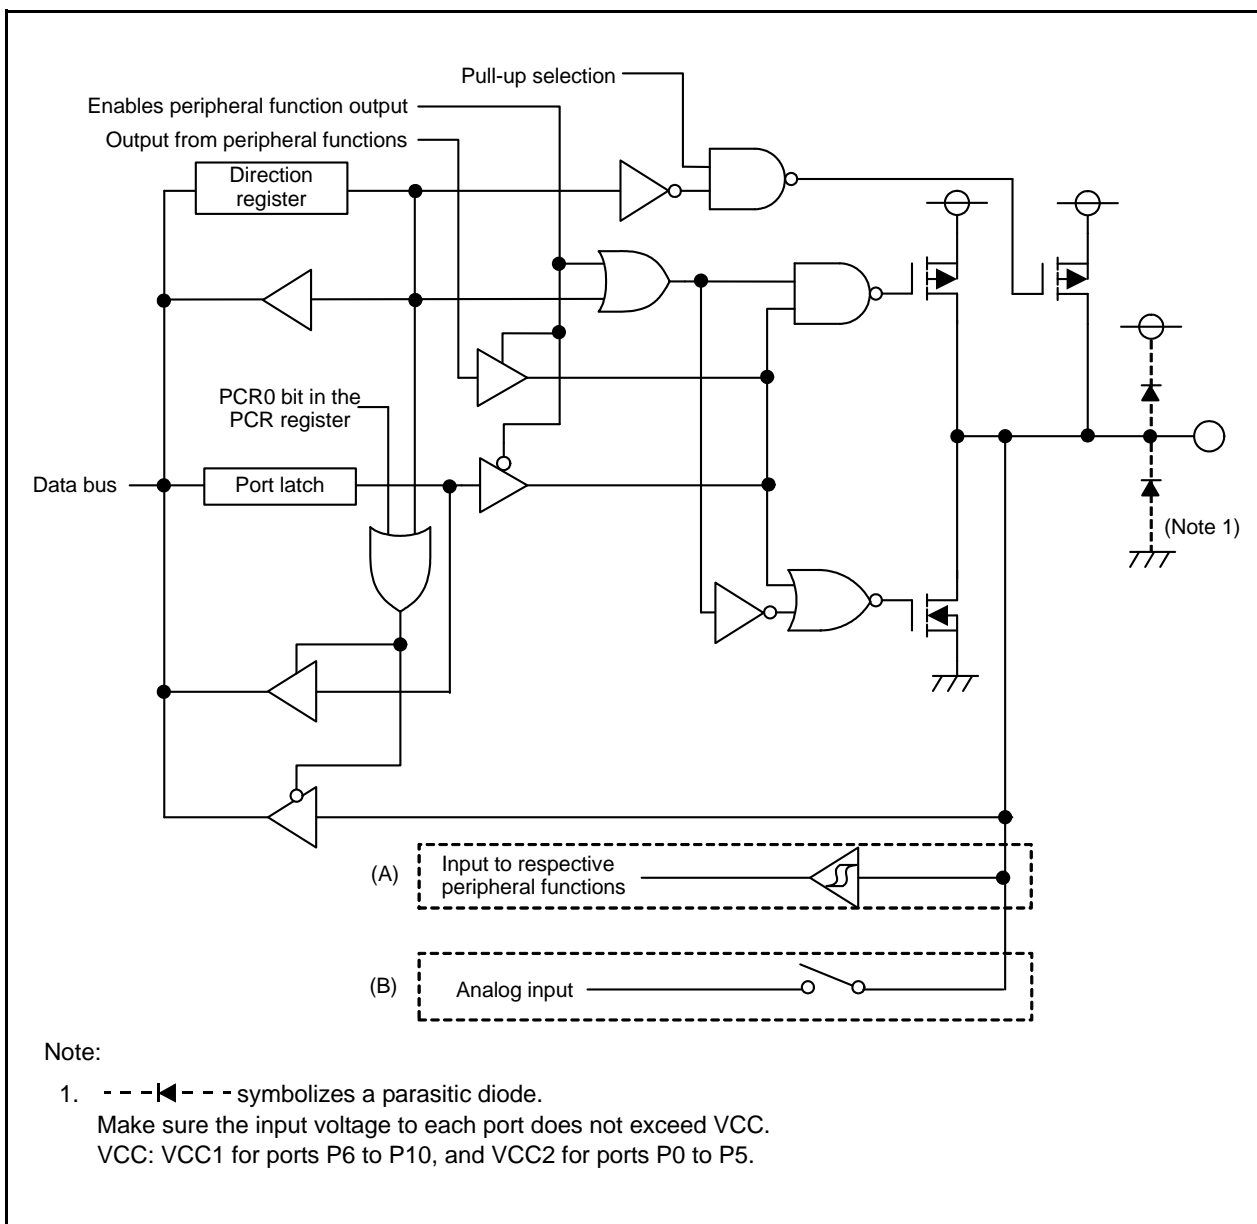 Pull-up selection
Enables peripheral function output
Output from peripheral functions
Direction
register
PCR0 bit in the
PCR register
Data bus
Port latch
(Note 1)
(A)
Input to respective
peripheral functions
(B)
Analog input
Note:
1. symbolizes a parasitic diode.
Make sure the input voltage to each port does not exceed VCC.
VCC: VCC1 for ports P6 to P10, and VCC2 for ports P0 to P5.